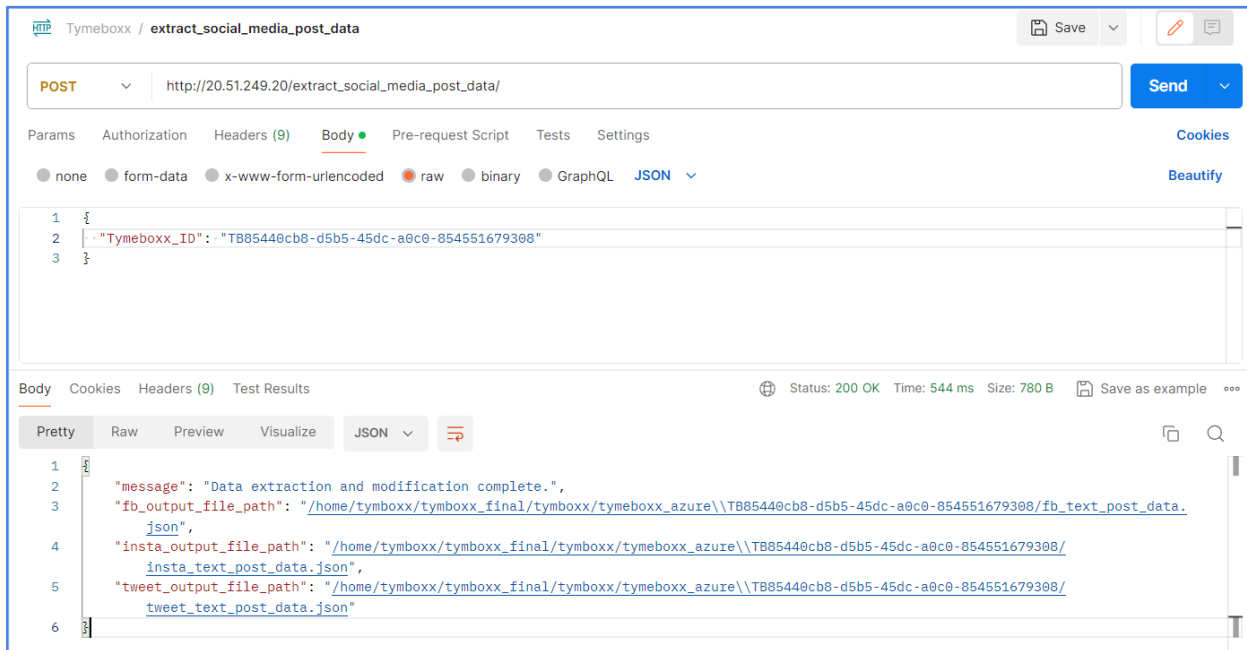 HTTP Tymeboxx / extract_social_media_post_data Save
POST http://20.51.249.20/extract_social_media_post_data/ Send
Params Authorization Headers (9) Body Pre-request Script Tests Settings Cookies
none form-data x-www-form-urlencoded raw binary GraphQL JSON Beautify
1 {
2 "Tymeboxx_ID": "TB85440cb8-d5b5-45dc-a0c0-854551679308"
3 }
Body Cookies Headers (9) Test Results Status: 200 OK Time: 544 ms Size: 780 B Save as example
Pretty Raw Preview Visualize JSON
1 {
2 "message": "Data extraction and modification complete.",
3 "fb_output_file_path": "/home/tymboxx/tymboxx_final/tymboxx/tymeboxx_azure\\TB85440cb8-d5b5-45dc-a0c0-854551679308/fb_text_post_data.
json",
4 "insta_output_file_path": "/home/tymboxx/tymboxx_final/tymboxx/tymeboxx_azure\\TB85440cb8-d5b5-45dc-a0c0-854551679308/
insta_text_post_data.json",
5 "tweet_output_file_path": "/home/tymboxx/tymboxx_final/tymboxx/tymeboxx_azure\\TB85440cb8-d5b5-45dc-a0c0-854551679308/
tweet_text_post_data.json"
6 }